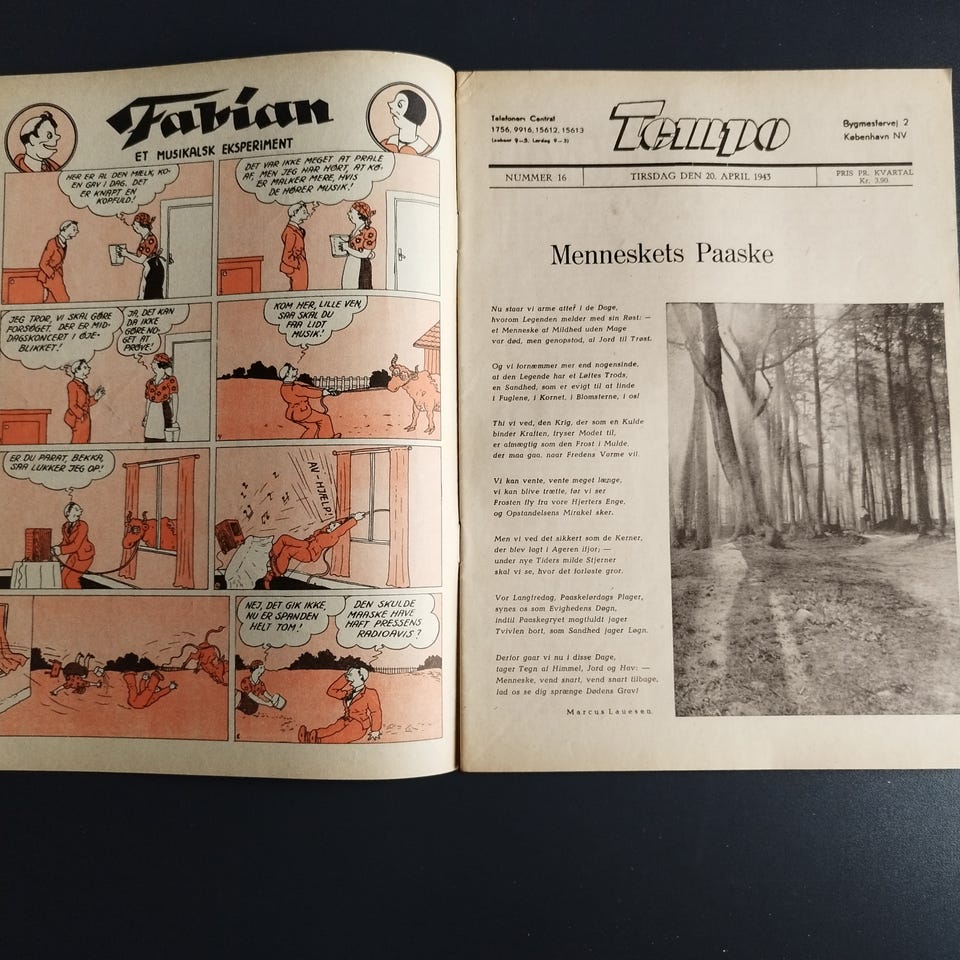 Fabian
ET MUSIKALSK EKSPERIMENT
HER ER AL DEN MÆLK, KO-
EN GAV I DAG. DET
ER KNAPT EN
KOPFULD!
DET VAR IKKE MEGET AT PRALE
AF, MEN JEG HAR HØRT, AT KØ-
ER MALKER MERE, HVIS
DE HØRER MUSIK!
JEG TROR, VI SKAL GØRE
FORSØGET. DER ER MID-
DAGSKONCERT I ØJE-
BLIKKET!
JA, DET KAN
DA IKKE
GØRE NO-
GET AT
PRØVE!
KOM HER, LILLE VEN,
SAA SKAL DU
FAA LIDT
MUSIK!
ER DU PARAT, BEKKA,
SAA LUKKER JEG OP!
AV-HJELP!!
NEJ, DET GIK IKKE,
NU ER SPANDEN
HELT TOM!
DEN SKULDE
MAASKE HAVE
HAFT PRESSENS
RADIOAVIS?
Telefoner: Central
1756, 9916, 15612, 15613
Tempo
Bygmestervej 2
København NV
NUMMER 16
TIRSDAG DEN 20. APRIL 1943
PRIS PR. KVARTAL
Kr. 3,90
Menneskets Paaske
Nu staar vi arme atter i de Dage,
hvorom Legenden melder med sin Røst: —
et Menneske af Mildhed uden Mage
var død, men genopstod, af Jord til Trøst.
Og vi fornæmmer mer end nogensinde,
at den Legende har et Løftes Trods,
en Sandhed, som er evigt til at finde
i Fuglene, i Kornet, i Blomsterne, i os!
Thi vi ved, den Krig, der som en Kulde
binder Kraften, fryser Modet til,
er almægtig som den Frost i Mulde,
der maa gaa, naar Fredens Varme vil.
Vi kan vente, vente meget længe,
vi kan blive trætte, før vi ser
Frosten fly fra vore Hjerters Enge,
og Opstandelsens Mirakel sker.
Men vi ved det sikkert som de Kerner,
der blev lagt i Ageren ifjor; —
under nye Tiders milde Stjerner
skal vi se, hvor det forløste gror.
Vor Langfredag, Paaskelørdags Plager,
synes os som Evighedens Døgn,
indtil Paaskegryet magtfuldt jager
Tvivlen bort, som Sandhed jager Løgn.
Derfor gaar vi nu i disse Dage,
tager Tegn af Himmel, Jord og Hav: —
Menneske, vend snart, vend snart tilbage,
lad os se dig sprænge Dødens Grav!
Marcus Lauesen